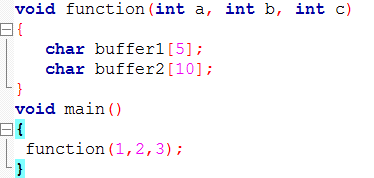 void function(int a, int b, int c)
{
   char buffer1[5];
   char buffer2[10];
}
void main()
{
 function(1,2,3);
}